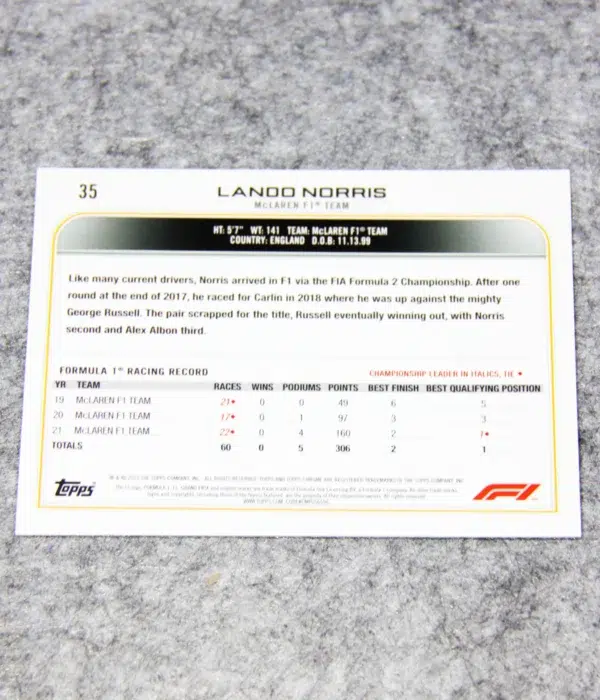 35
LANDO NORRIS
McLAREN F1® TEAM
HT: 5'7" WT: 141 TEAM: McLAREN F1® TEAM
COUNTRY: ENGLAND D.O.B: 11.13.99
Like many current drivers, Norris arrived in F1 via the FIA Formula 2 Championship. After one
round at the end of 2017, he raced for Carlin in 2018 where he was up against the mighty
George Russell. The pair scrapped for the title, Russell eventually winning out, with Norris
second and Alex Albon third.
FORMULA 1® RACING RECORD CHAMPIONSHIP LEADER IN ITALICS, TIE •
YR TEAM RACES WINS PODIUMS POINTS BEST FINISH BEST QUALIFYING POSITION
19 McLAREN F1 TEAM 21• 0 0 49 6 5
20 McLAREN F1 TEAM 17• 0 1 97 3 3
21 McLAREN F1 TEAM 22• 0 4 160 2 1•
TOTALS 60 0 5 306 2 1
Topps
F1